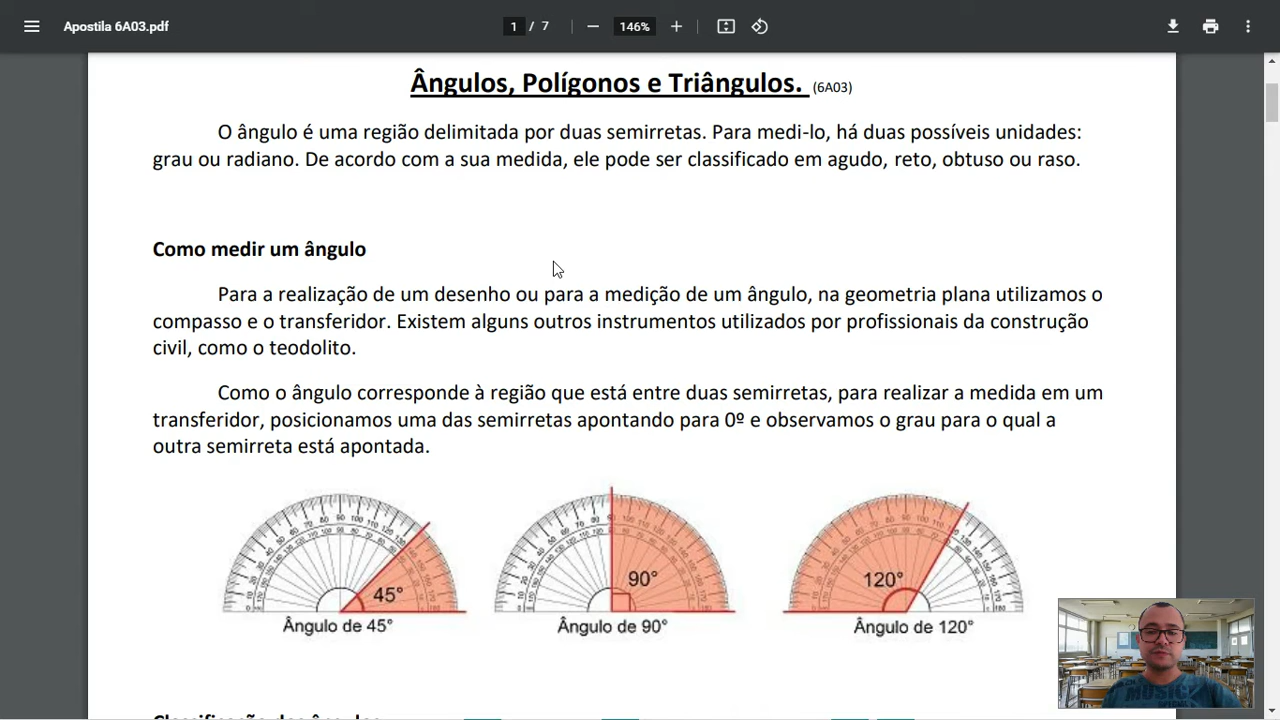 Apostila 6A03.pdf
1 / 7
146%
Ângulos, Polígonos e Triângulos. (6A03)
O ângulo é uma região delimitada por duas semirretas. Para medi-lo, há duas possíveis unidades:
grau ou radiano. De acordo com a sua medida, ele pode ser classificado em agudo, reto, obtuso ou raso.
Como medir um ângulo
Para a realização de um desenho ou para a medição de um ângulo, na geometria plana utilizamos o
compasso e o transferidor. Existem alguns outros instrumentos utilizados por profissionais da construção
civil, como o teodolito.
Como o ângulo corresponde à região que está entre duas semirretas, para realizar a medida em um
transferidor, posicionamos uma das semirretas apontando para 0º e observamos o grau para o qual a
outra semirreta está apontada.
45°
90°
120°
Ângulo de 45°
Ângulo de 90°
Ângulo de 120°
MUSIC